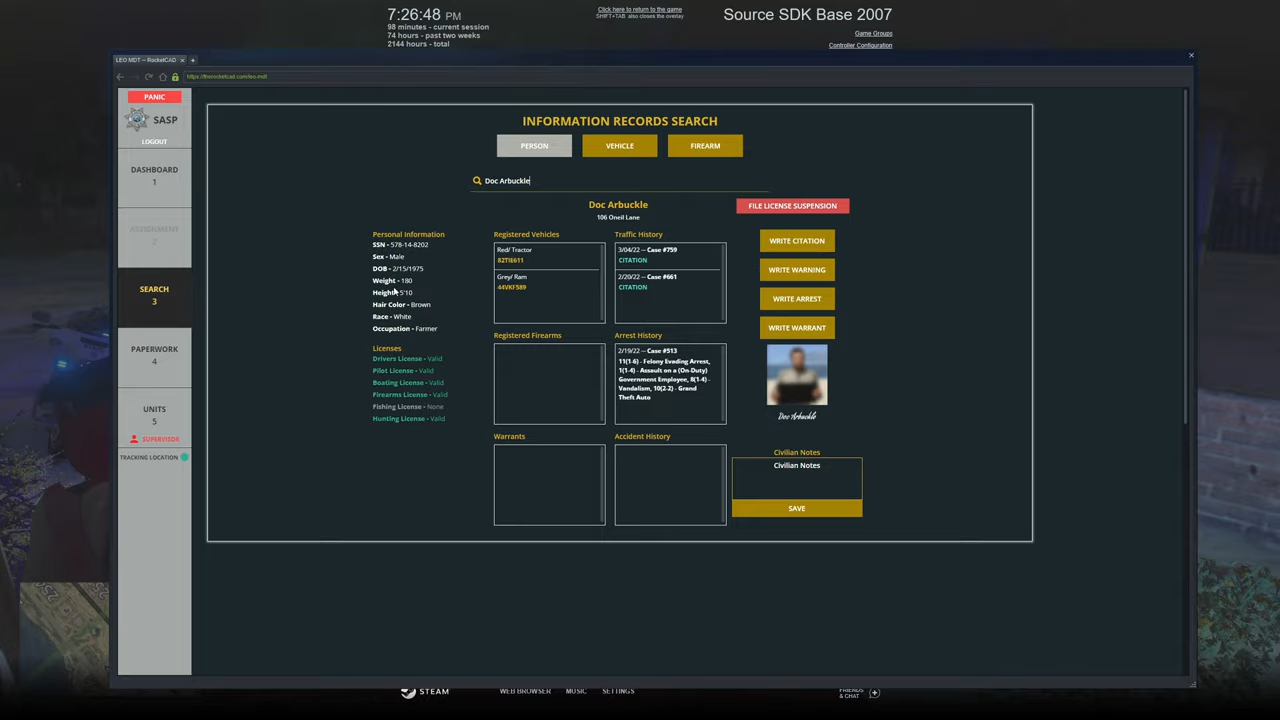 7:26:48 PM
98 minutes - current session
74 hours - past two weeks
2144 hours - total
Click here to return to the game
SHIFT+TAB also closes the overlay
Source SDK Base 2007
Game Groups
Controller Configuration
LEO MDT -- RocketCAD
https://therocketcad.com/leo-mdt
PANIC
SASP
LOGOUT
DASHBOARD
1
ASSIGNMENT
2
SEARCH
3
PAPERWORK
4
UNITS
5
SUPERVISOR
TRACKING LOCATION
INFORMATION RECORDS SEARCH
PERSON
VEHICLE
FIREARM
Doc Arbuckle
Doc Arbuckle
106 Oneil Lane
FILE LICENSE SUSPENSION
Personal Information
SSN - 578-14-8202
Sex - Male
DOB - 2/15/1975
Weight - 180
Height - 5'10
Hair Color - Brown
Race - White
Occupation - Farmer
Licenses
Drivers License - Valid
Pilot License - Valid
Boating License - Valid
Firearms License - Valid
Fishing License - None
Hunting License - Valid
Registered Vehicles
Red/ Tractor
82TIE611
Grey/ Ram
44VKF589
Traffic History
3/04/22 -- Case #759
CITATION
2/20/22 -- Case #661
CITATION
Registered Firearms
Arrest History
2/19/22 -- Case #513
11(1-6) - Felony Evading Arrest,
1(1-4) - Assault on a (On-Duty)
Government Employee, 8(1-4) -
Vandalism, 10(2-2) - Grand
Theft Auto
Warrants
Accident History
WRITE CITATION
WRITE WARNING
WRITE ARREST
WRITE WARRANT
Doc Arbuckle
Civilian Notes
Civilian Notes
SAVE
STEAM
WEB BROWSER
MUSIC
SETTINGS
FRIENDS
& CHAT